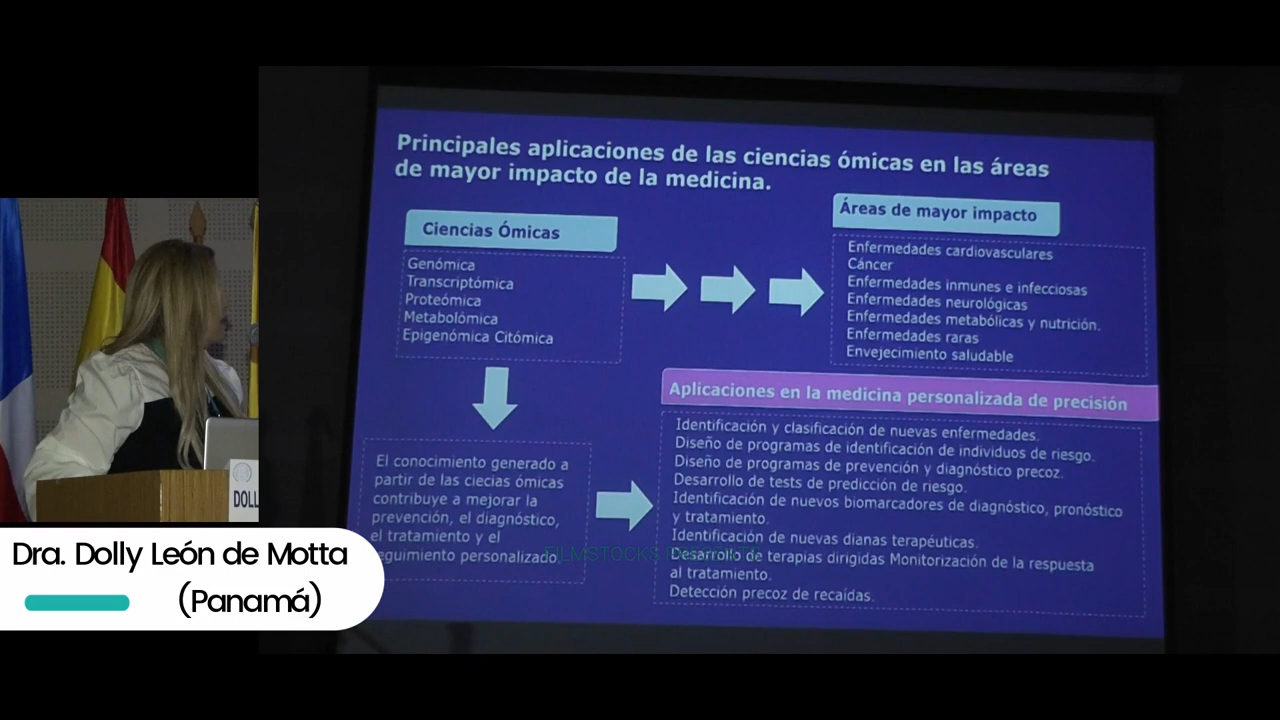 Principales aplicaciones de las ciencias ómicas en las áreas
de mayor impacto de la medicina.
Ciencias Ómicas
Genómica
Transcriptómica
Proteómica
Metabolómica
Epigenómica Citómica
Áreas de mayor impacto
Enfermedades cardiovasculares
Cáncer
Enfermedades inmunes e infecciosas
Enfermedades neurológicas
Enfermedades metabólicas y nutrición.
Enfermedades raras
Envejecimiento saludable
El conocimiento generado a
partir de las ciecias ómicas
contribuye a mejorar la
prevención, el diagnóstico,
el tratamiento y el
eguimiento personalizado.
Aplicaciones en la medicina personalizada de precisión
Identificación y clasificación de nuevas enfermedades.
Diseño de programas de identificación de individuos de riesgo.
Diseño de programas de prevención y diagnóstico precoz.
Desarrollo de tests de predicción de riesgo.
Identificación de nuevos biomarcadores de diagnóstico, pronóstico
y tratamiento.
Identificación de nuevas dianas terapéuticas.
Desarrollo de terapias dirigidas Monitorización de la respuesta
al tratamiento.
Detección precoz de recaídas.
FILMSTOCKS
DOLL
Dra. Dolly León de Motta
(Panamá)